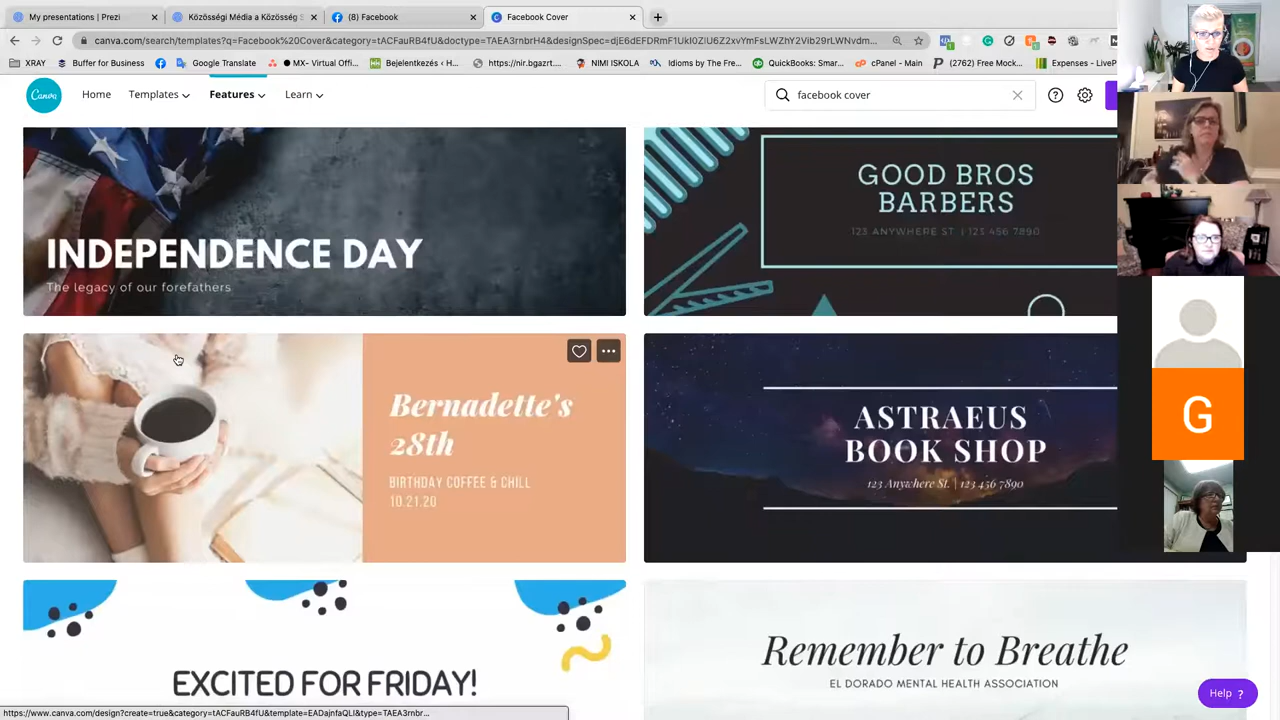 My presentations | Prezi
Közösségi Média a Közösség S
(8) Facebook
Facebook Cover
canva.com/search/templates?q=Facebook%20Cover&category=tACFauRB4fU&doctype=TAEA3rnbrH4&designSpec=
XRAY
Buffer for Business
Google Translate
MX- Virtual Offi...
Bejelentkezés ‹ H...
https://nir.bgazrt....
NIMI ISKOLA
Idioms by The Fre...
QuickBooks: Smar...
cPanel - Main
(2762) Free Mock...
Expenses - LiveP
Canva
Home
Templates
Features
Learn
facebook cover
INDEPENDENCE DAY
The legacy of our forefathers
GOOD BROS
BARBERS
123 ANYWHERE ST. | 123 456 7890
Bernadette's
28th
BIRTHDAY COFFEE & CHILL
10.21.20
ASTRAEUS
BOOK SHOP
123 Anywhere St. | 123 456 7890
G
EXCITED FOR FRIDAY!
Remember to Breathe
EL DORADO MENTAL HEALTH ASSOCIATION
Help ?
https://www.canva.com/design?create=true&category=tACFauRB4fU&template=EADajnfaQLI&type=TAEA3rnbr...